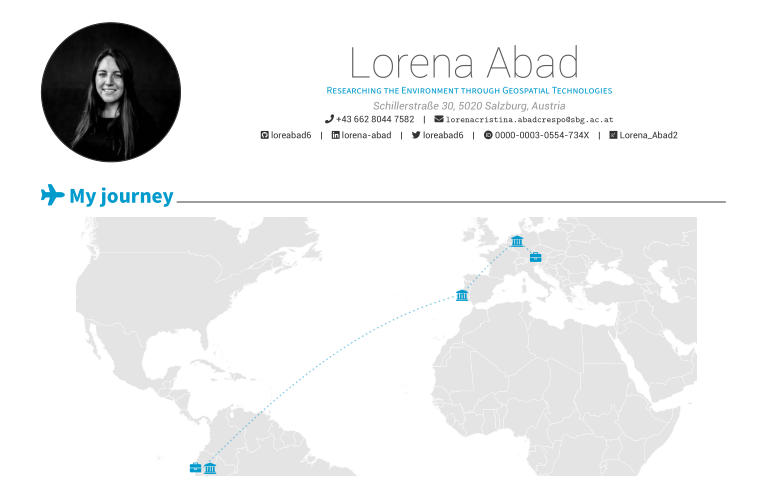 Lorena Abad
Researching the Environment through Geospatial Technologies
Schillerstraße 30, 5020 Salzburg, Austria
+43 662 8044 7582 | lorenacristina.abadcrespo@sbg.ac.at
loreabad6 | lorena-abad | loreabad6 | 0000-0003-0554-734X | Lorena_Abad2
My journey